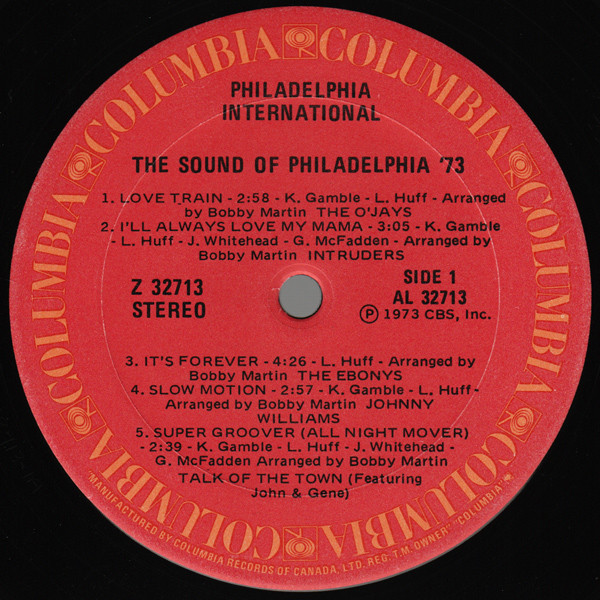 COLUMBIA COLUMBIA COLUMBIA COLUMBIA COLUMBIA COLUMBIA
PHILADELPHIA
INTERNATIONAL
THE SOUND OF PHILADELPHIA '73
1. LOVE TRAIN - 2:58 - K. Gamble - L. Huff - Arranged
by Bobby Martin THE O'JAYS
2. I'LL ALWAYS LOVE MY MAMA - 3:05 - K. Gamble
- L. Huff - J. Whitehead - G. McFadden - Arranged by
Bobby Martin INTRUDERS
Z 32713
STEREO
SIDE 1
AL 32713
Ⓟ 1973 CBS, Inc.
3. IT'S FOREVER - 4:26 - L. Huff - Arranged by
Bobby Martin THE EBONYS
4. SLOW MOTION - 2:57 - K. Gamble - L. Huff -
Arranged by Bobby Martin JOHNNY
WILLIAMS
5. SUPER GROOVER (ALL NIGHT MOVER)
- 2:39 - K. Gamble - L. Huff - J. Whitehead -
G. McFadden Arranged by Bobby Martin
TALK OF THE TOWN (Featuring
John & Gene)
"MANUFACTURED BY COLUMBIA RECORDS OF CANADA, LTD. REG. T.M. OWNER" "COLUMBIA"